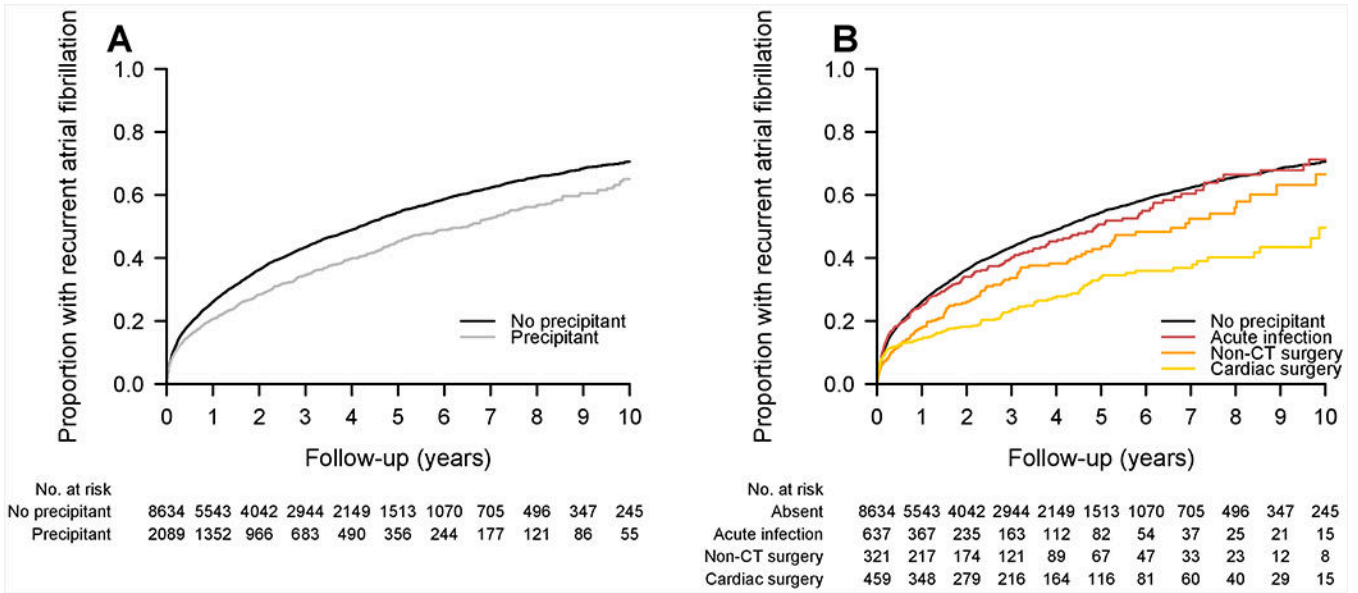 A
Proportion with recurrent atrial fibrillation
1.0
0.8
0.6
0.4
0.2
0.0
No precipitant
Precipitant
0 1 2 3 4 5 6 7 8 9 10
Follow-up (years)
No. at risk
No precipitant 8634 5543 4042 2944 2149 1513 1070 705 496 347 245
Precipitant 2089 1352 966 683 490 356 244 177 121 86 55
B
Proportion with recurrent atrial fibrillation
1.0
0.8
0.6
0.4
0.2
0.0
No precipitant
Acute infection
Non-CT surgery
Cardiac surgery
0 1 2 3 4 5 6 7 8 9 10
Follow-up (years)
No. at risk
Absent 8634 5543 4042 2944 2149 1513 1070 705 496 347 245
Acute infection 637 367 235 163 112 82 54 37 25 21 15
Non-CT surgery 321 217 174 121 89 67 47 33 23 12 8
Cardiac surgery 459 348 279 216 164 116 81 60 40 29 15